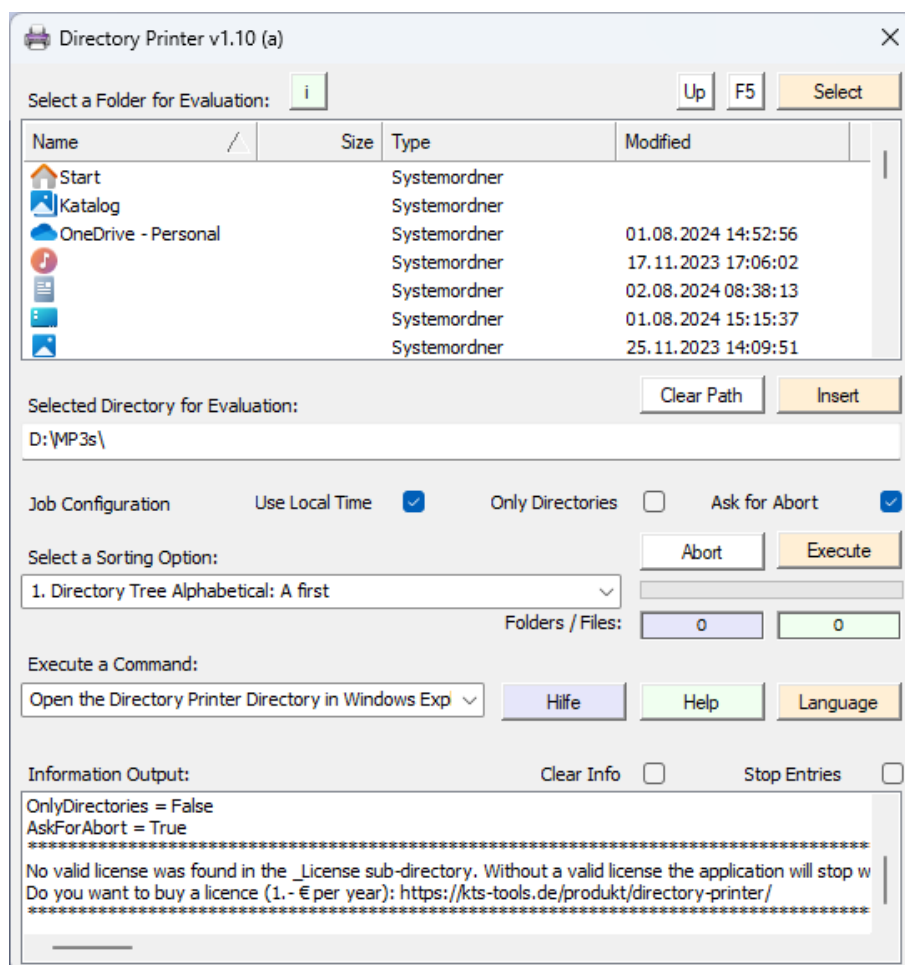 Directory Printer v1.10 (a)
Select a Folder for Evaluation: i Up F5 Select
Name Size Type Modified
Start Systemordner
Katalog Systemordner
OneDrive - Personal Systemordner 01.08.2024 14:52:56
Systemordner 17.11.2023 17:06:02
Systemordner 02.08.2024 08:38:13
Systemordner 01.08.2024 15:15:37
Systemordner 25.11.2023 14:09:51
Selected Directory for Evaluation: Clear Path Insert
D:\MP3s\
Job Configuration Use Local Time Only Directories Ask for Abort
Select a Sorting Option: Abort Execute
1. Directory Tree Alphabetical: A first
Folders / Files: 0 0
Execute a Command:
Open the Directory Printer Directory in Windows Expl Hilfe Help Language
Information Output: Clear Info Stop Entries
OnlyDirectories = False
AskForAbort = True
************************************************************************************
No valid license was found in the _License sub-directory. Without a valid license the application will stop w
Do you want to buy a licence (1.- € per year): https://kts-tools.de/produkt/directory-printer/
************************************************************************************